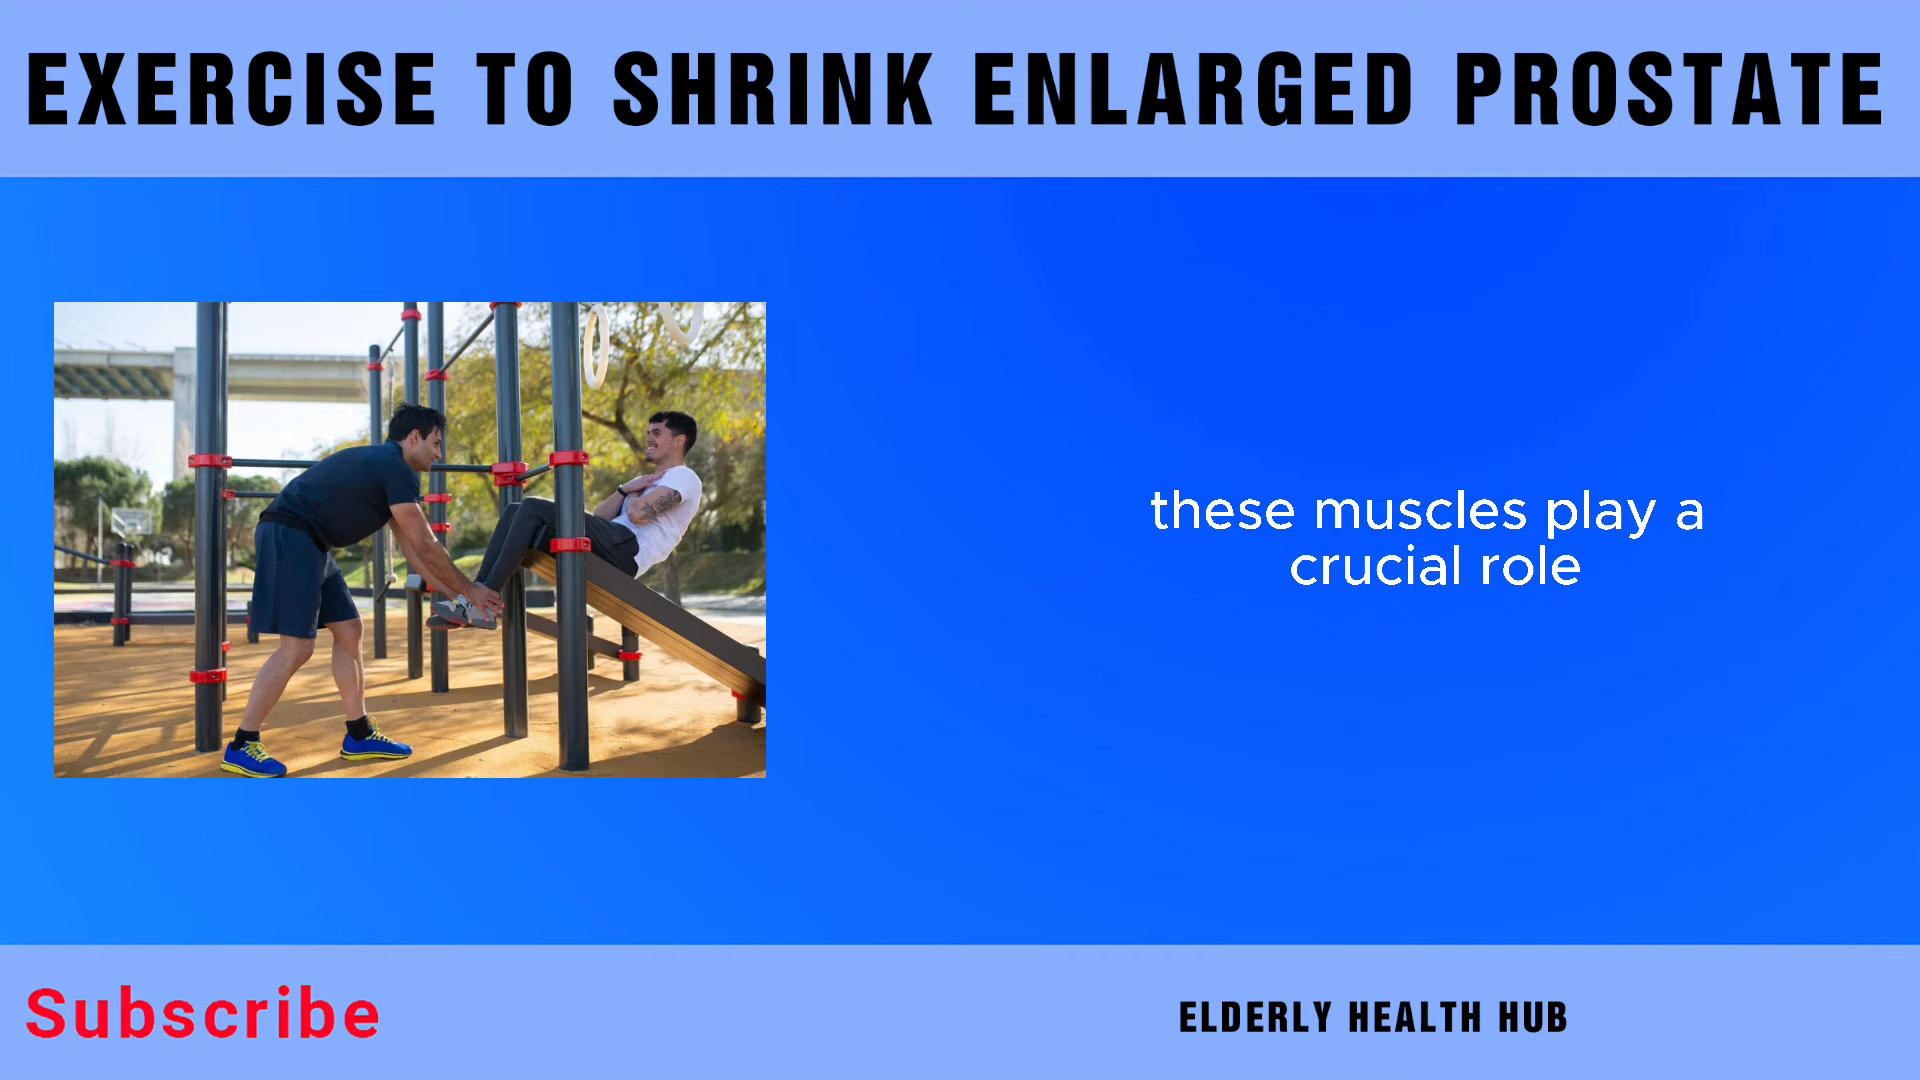 EXERCISE TO SHRINK ENLARGED PROSTATE
these muscles play a
crucial role
Subscribe
ELDERLY HEALTH HUB